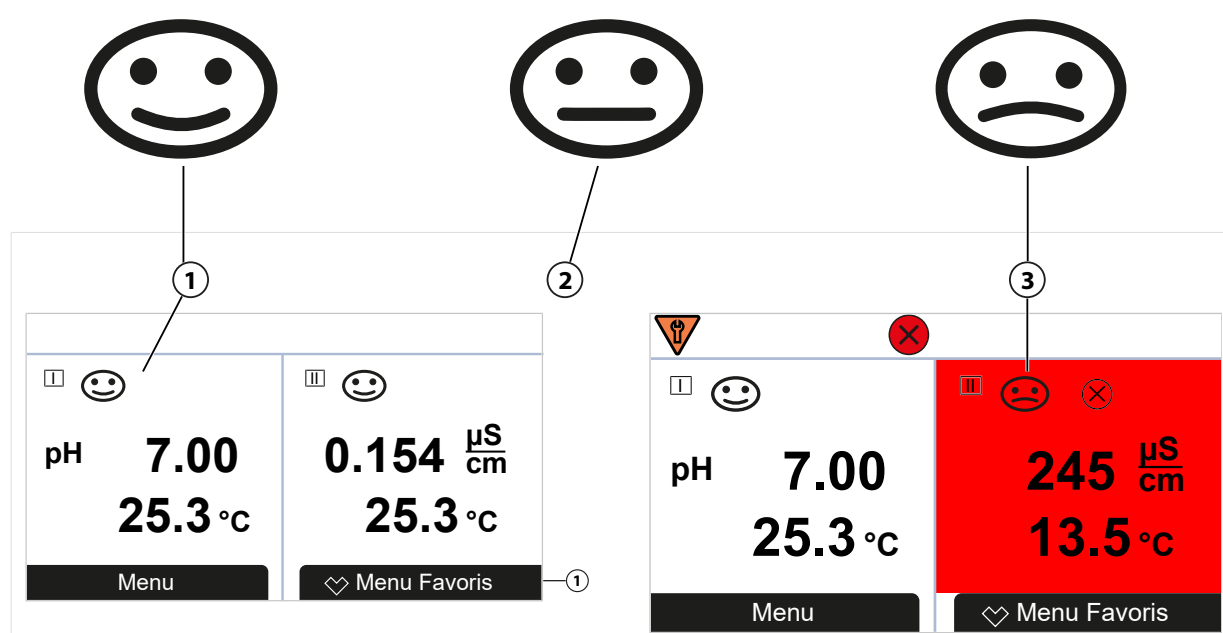 1
2
3
I
II
pH 7.00
25.3 °C
0.154 µS/cm
25.3 °C
Menu
Menu Favoris
1
I
II
pH 7.00
25.3 °C
245 µS/cm
13.5 °C
Menu
Menu Favoris